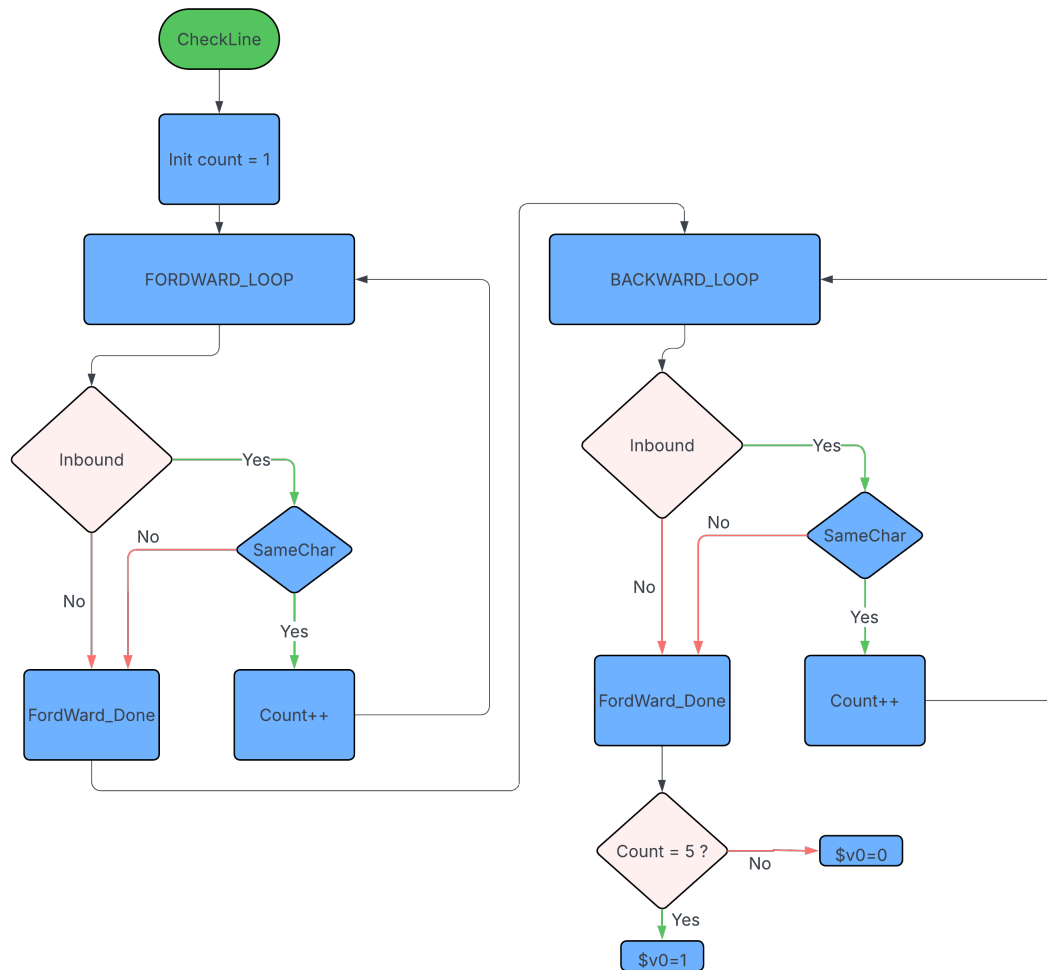 CheckLine
Init count = 1
FORDWARD_LOOP
Inbound
Yes
No
SameChar
No
Yes
FordWard_Done
Count++
BACKWARD_LOOP
Inbound
Yes
No
SameChar
No
Yes
FordWard_Done
Count++
Count = 5 ?
No
$v0=0
Yes
$v0=1